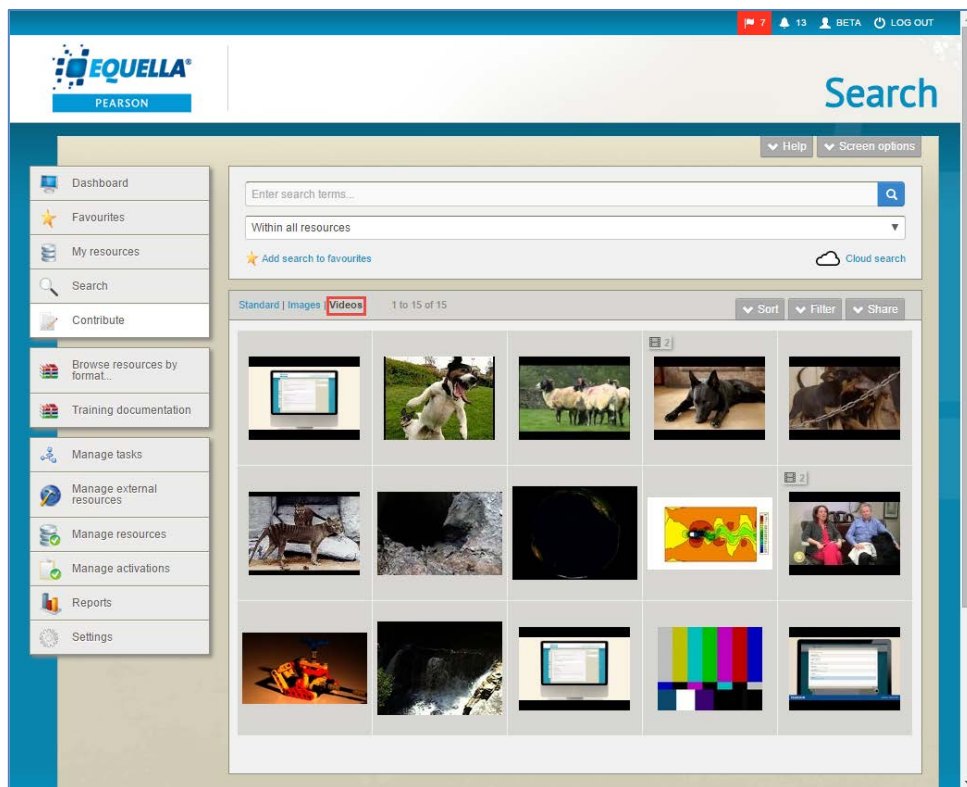 7 13 BETA LOG OUT
EQUELLA®
PEARSON
Search
Help Screen options
Dashboard
Favourites
My resources
Search
Contribute
Browse resources by
format...
Training documentation
Manage tasks
Manage external
resources
Manage resources
Manage activations
Reports
Settings
Enter search terms...
Within all resources
Add search to favourites Cloud search
Standard | Images | Videos 1 to 15 of 15 Sort Filter Share
2
2